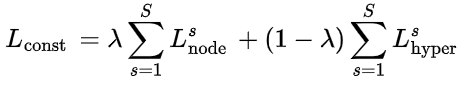 L_const = λ ∑_{s=1}^{S} L^s_node + (1 − λ) ∑_{s=1}^{S} L^s_hyper